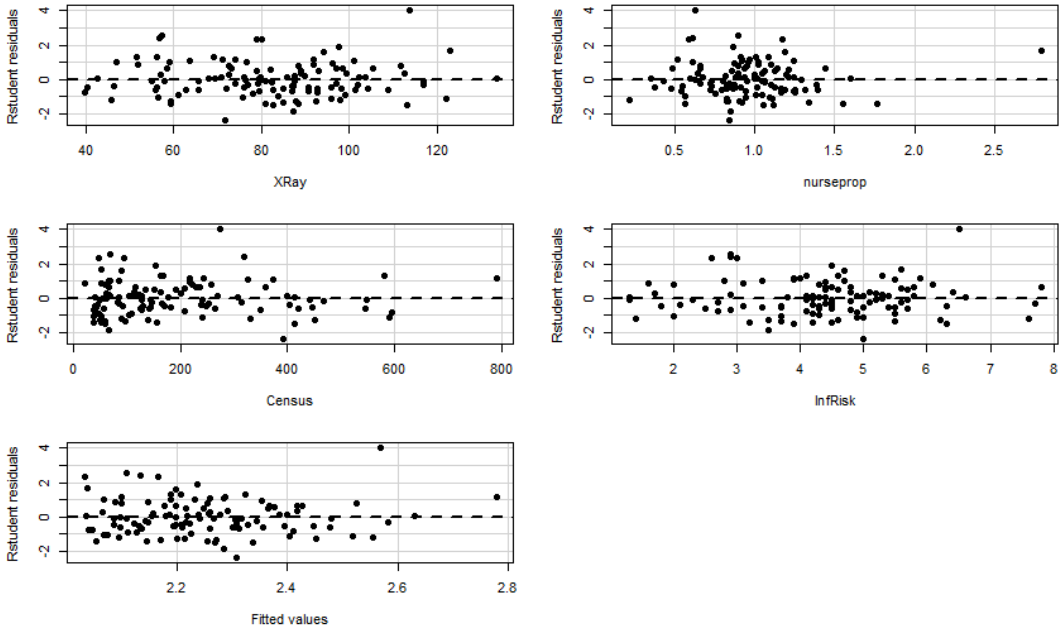 Rstudent residuals
4
2
0
-2
40 60 80 100 120
XRay
Rstudent residuals
4
2
0
-2
0.5 1.0 1.5 2.0 2.5
nurseprop
Rstudent residuals
4
2
0
-2
0 200 400 600 800
Census
Rstudent residuals
4
2
0
-2
2 3 4 5 6 7 8
InfRisk
Rstudent residuals
4
2
0
-2
2.2 2.4 2.6 2.8
Fitted values